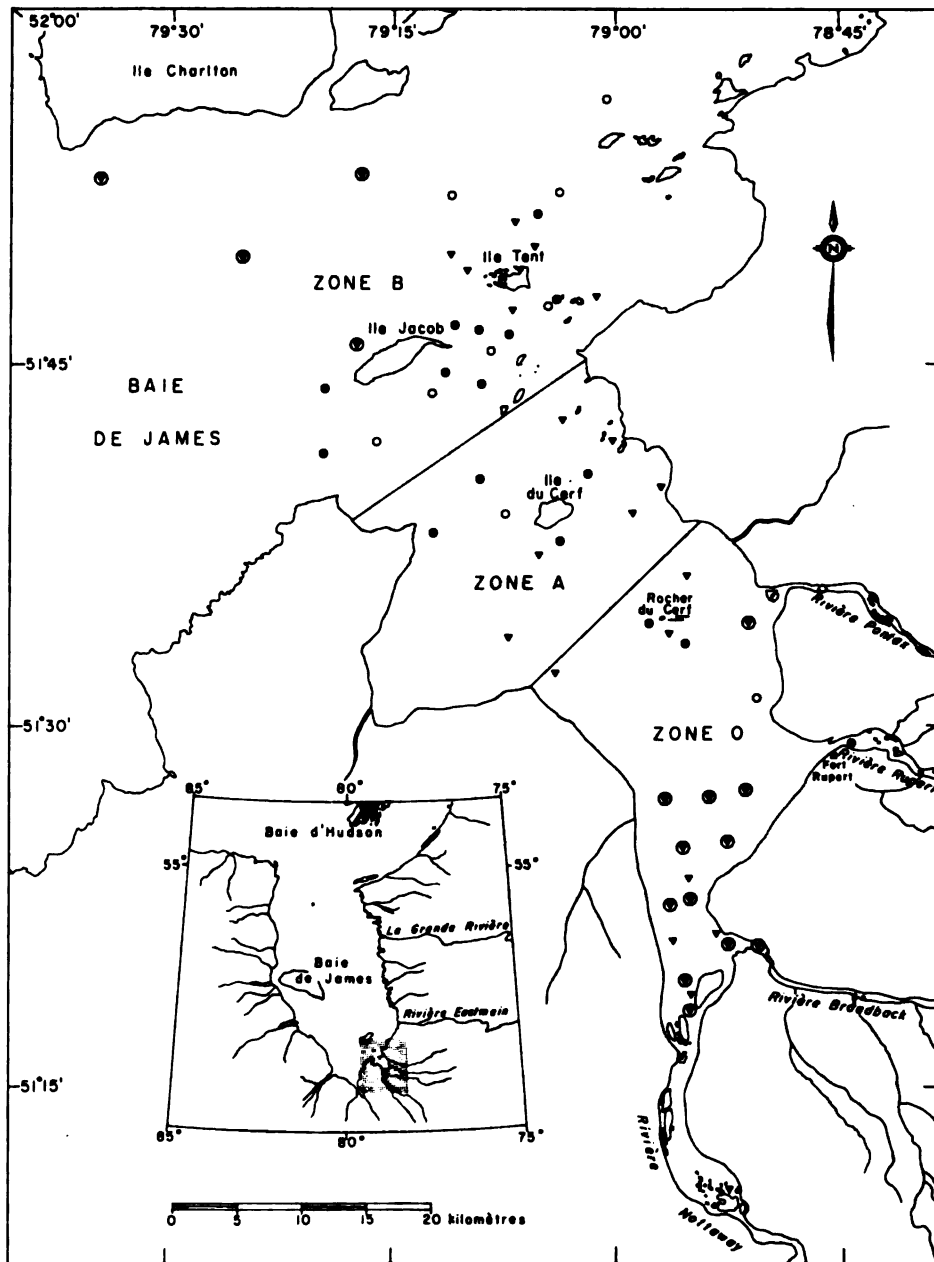 52°00'
79°30'
79°15'
79°00'
78°45'
Ile Charlton
N
Ile Tent
ZONE B
Ile Jacob
51°45'
BAIE
DE JAMES
Ile
du Cerf
ZONE A
Rocher
du Cerf
Rivière Pontax
51°30'
ZONE O
Rivière Rupert
Fort
Rupert
85°
80°
75°
Baie d'Hudson
55°
55°
La Grande Rivière
Baie
de James
Rivière Eastmain
Rivière Broadback
51°15'
85°
80°
75°
Rivière
Nottaway
0 5 10 15 20 kilomètres